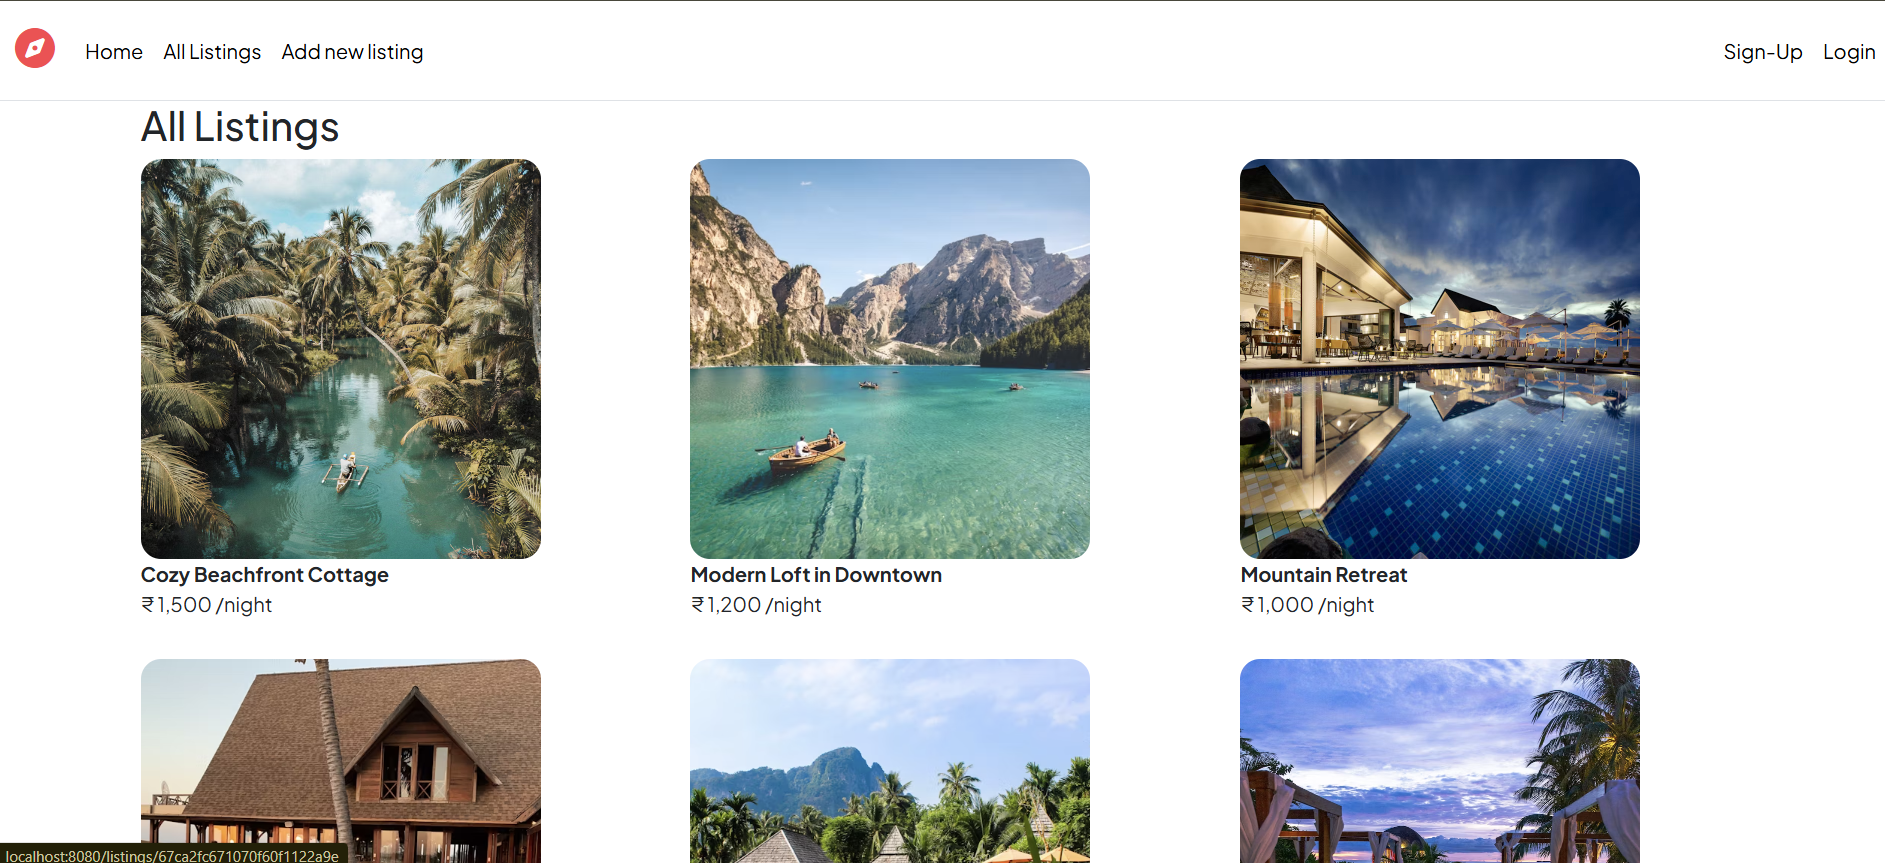 Home All Listings Add new listing Sign-Up Login
All Listings
Cozy Beachfront Cottage Modern Loft in Downtown Mountain Retreat
₹1,500 /night ₹1,200 /night ₹1,000 /night
localhost:8080/listings/67ca2fc671070f60f1122a9e